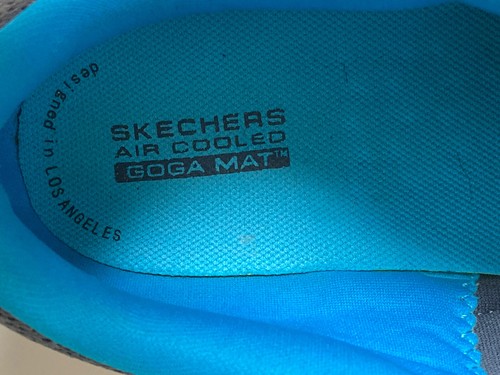 SKECHERS
AIR COOLED
GOGA MAT™
designed in LOS ANGELES